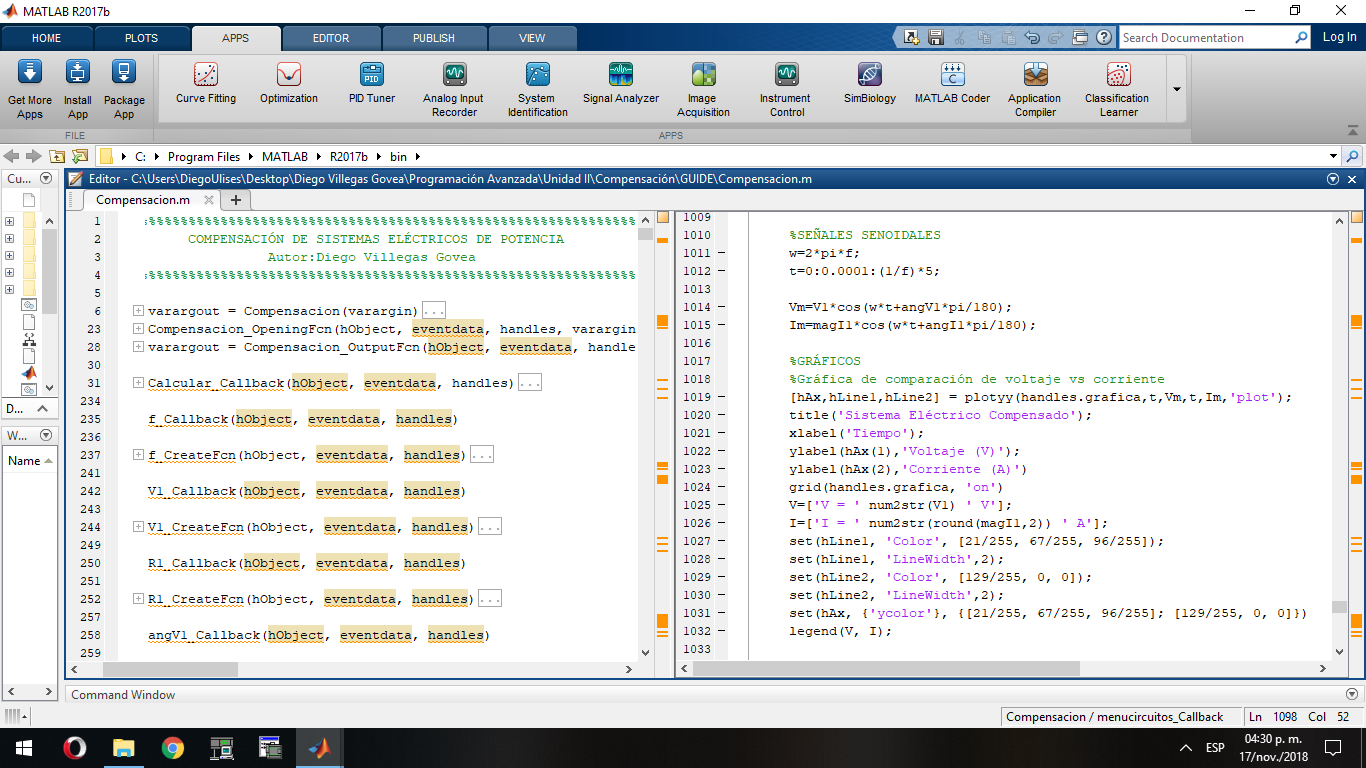 MATLAB R2017b
HOME PLOTS APPS EDITOR PUBLISH VIEW
Search Documentation
Log In
Get More Apps
Install App
Package App
Curve Fitting
Optimization
PID Tuner
Analog Input Recorder
System Identification
Signal Analyzer
Image Acquisition
Instrument Control
SimBiology
MATLAB Coder
Application Compiler
Classification Learner
FILE
APPS
C: Program Files MATLAB R2017b bin
Cu...
Editor - C:\Users\DiegoUlises\Desktop\Diego Villegas Govea\Programación Avanzada\Unidad II\Compensación\GUIDE\Compensacion.m
Compensacion.m
D...
W...
Name
1 %%%%%%%%%%%%%%%%%%%%%%%%%%%%%%%%%%%%%%%%%%%%%%%%%%%%%%%%%%%%%
2 COMPENSACIÓN DE SISTEMAS ELÉCTRICOS DE POTENCIA
3 Autor:Diego Villegas Govea
4 %%%%%%%%%%%%%%%%%%%%%%%%%%%%%%%%%%%%%%%%%%%%%%%%%%%%%%%%%%%%%
5
6 varargout = Compensacion(varargin) ...
23 Compensacion_OpeningFcn(hObject, eventdata, handles, varargin
28 varargout = Compensacion_OutputFcn(hObject, eventdata, handle
30
31 Calcular_Callback(hObject, eventdata, handles) ...
234
235 f_Callback(hObject, eventdata, handles)
236
237 f_CreateFcn(hObject, eventdata, handles) ...
241
242 V1_Callback(hObject, eventdata, handles)
243
244 V1_CreateFcn(hObject, eventdata, handles) ...
249
250 R1_Callback(hObject, eventdata, handles)
251
252 R1_CreateFcn(hObject, eventdata, handles) ...
257
258 angV1_Callback(hObject, eventdata, handles)
259
1009
1010 %SEÑALES SENOIDALES
1011 – w=2*pi*f;
1012 – t=0:0.0001:(1/f)*5;
1013
1014 – Vm=V1*cos(w*t+angV1*pi/180);
1015 – Im=magI1*cos(w*t+angI1*pi/180);
1016
1017 %GRÁFICOS
1018 %Gráfica de comparación de voltaje vs corriente
1019 – [hAx,hLine1,hLine2] = plotyy(handles.grafica,t,Vm,t,Im,'plot');
1020 – title('Sistema Eléctrico Compensado');
1021 – xlabel('Tiempo');
1022 – ylabel(hAx(1),'Voltaje (V)');
1023 – ylabel(hAx(2),'Corriente (A)')
1024 – grid(handles.grafica, 'on')
1025 – V=['V = ' num2str(V1) ' V'];
1026 – I=['I = ' num2str(round(magI1,2)) ' A'];
1027 – set(hLine1, 'Color', [21/255, 67/255, 96/255]);
1028 – set(hLine1, 'LineWidth',2);
1029 – set(hLine2, 'Color', [129/255, 0, 0]);
1030 – set(hLine2, 'LineWidth',2);
1031 – set(hAx, {'ycolor'}, {[21/255, 67/255, 96/255]; [129/255, 0, 0]})
1032 – legend(V, I);
1033
Command Window
Compensacion / menucircuitos_Callback
Ln 1098 Col 52
ESP
04:30 p. m.
17/nov./2018